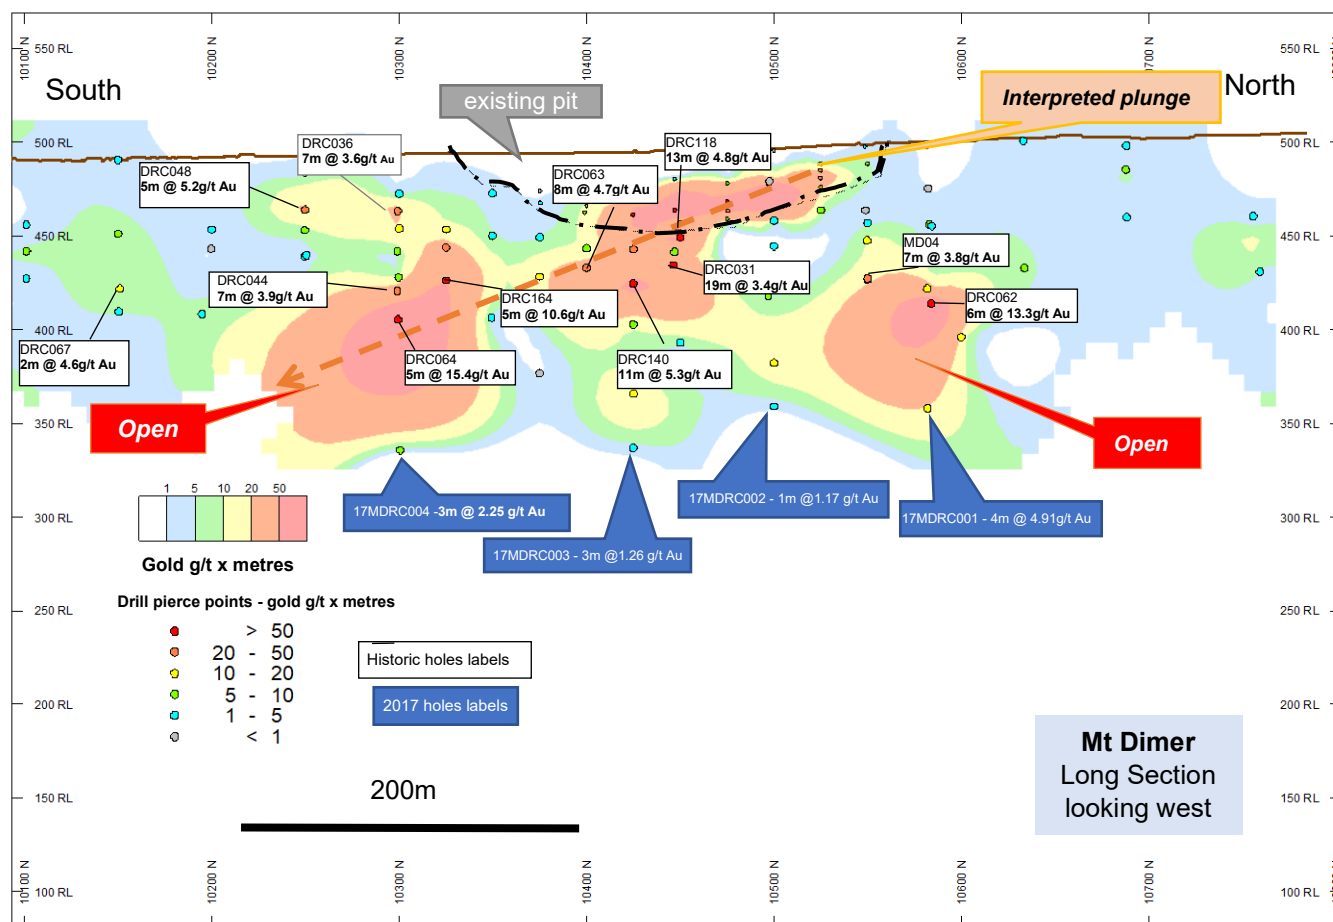 10100 N
10200 N
10300 N
10400 N
10500 N
10600 N
10700 N
550 RL
550 RL
South
North
existing pit
Interpreted plunge
500 RL
500 RL
DRC036
7m @ 3.6g/t Au
DRC118
13m @ 4.8g/t Au
DRC048
5m @ 5.2g/t Au
DRC063
8m @ 4.7g/t Au
450 RL
450 RL
MD04
7m @ 3.8g/t Au
DRC044
7m @ 3.9g/t Au
DRC031
19m @ 3.4g/t Au
DRC164
5m @ 10.6g/t Au
DRC062
6m @ 13.3g/t Au
400 RL
400 RL
DRC067
2m @ 4.6g/t Au
DRC064
5m @ 15.4g/t Au
DRC140
11m @ 5.3g/t Au
Open
Open
350 RL
350 RL
1 5 10 20 50
17MDRC004 -3m @ 2.25 g/t Au
17MDRC002 - 1m @1.17 g/t Au
17MDRC001 - 4m @ 4.91g/t Au
300 RL
300 RL
17MDRC003 - 3m @1.26 g/t Au
Gold g/t x metres
Drill pierce points - gold g/t x metres
250 RL
250 RL
> 50
20 - 50
10 - 20
5 - 10
1 - 5
< 1
Historic holes labels
2017 holes labels
200 RL
200 RL
Mt Dimer
Long Section
looking west
200m
150 RL
150 RL
100 RL
100 RL
10100 N
10200 N
10300 N
10400 N
10500 N
10600 N
10700 N